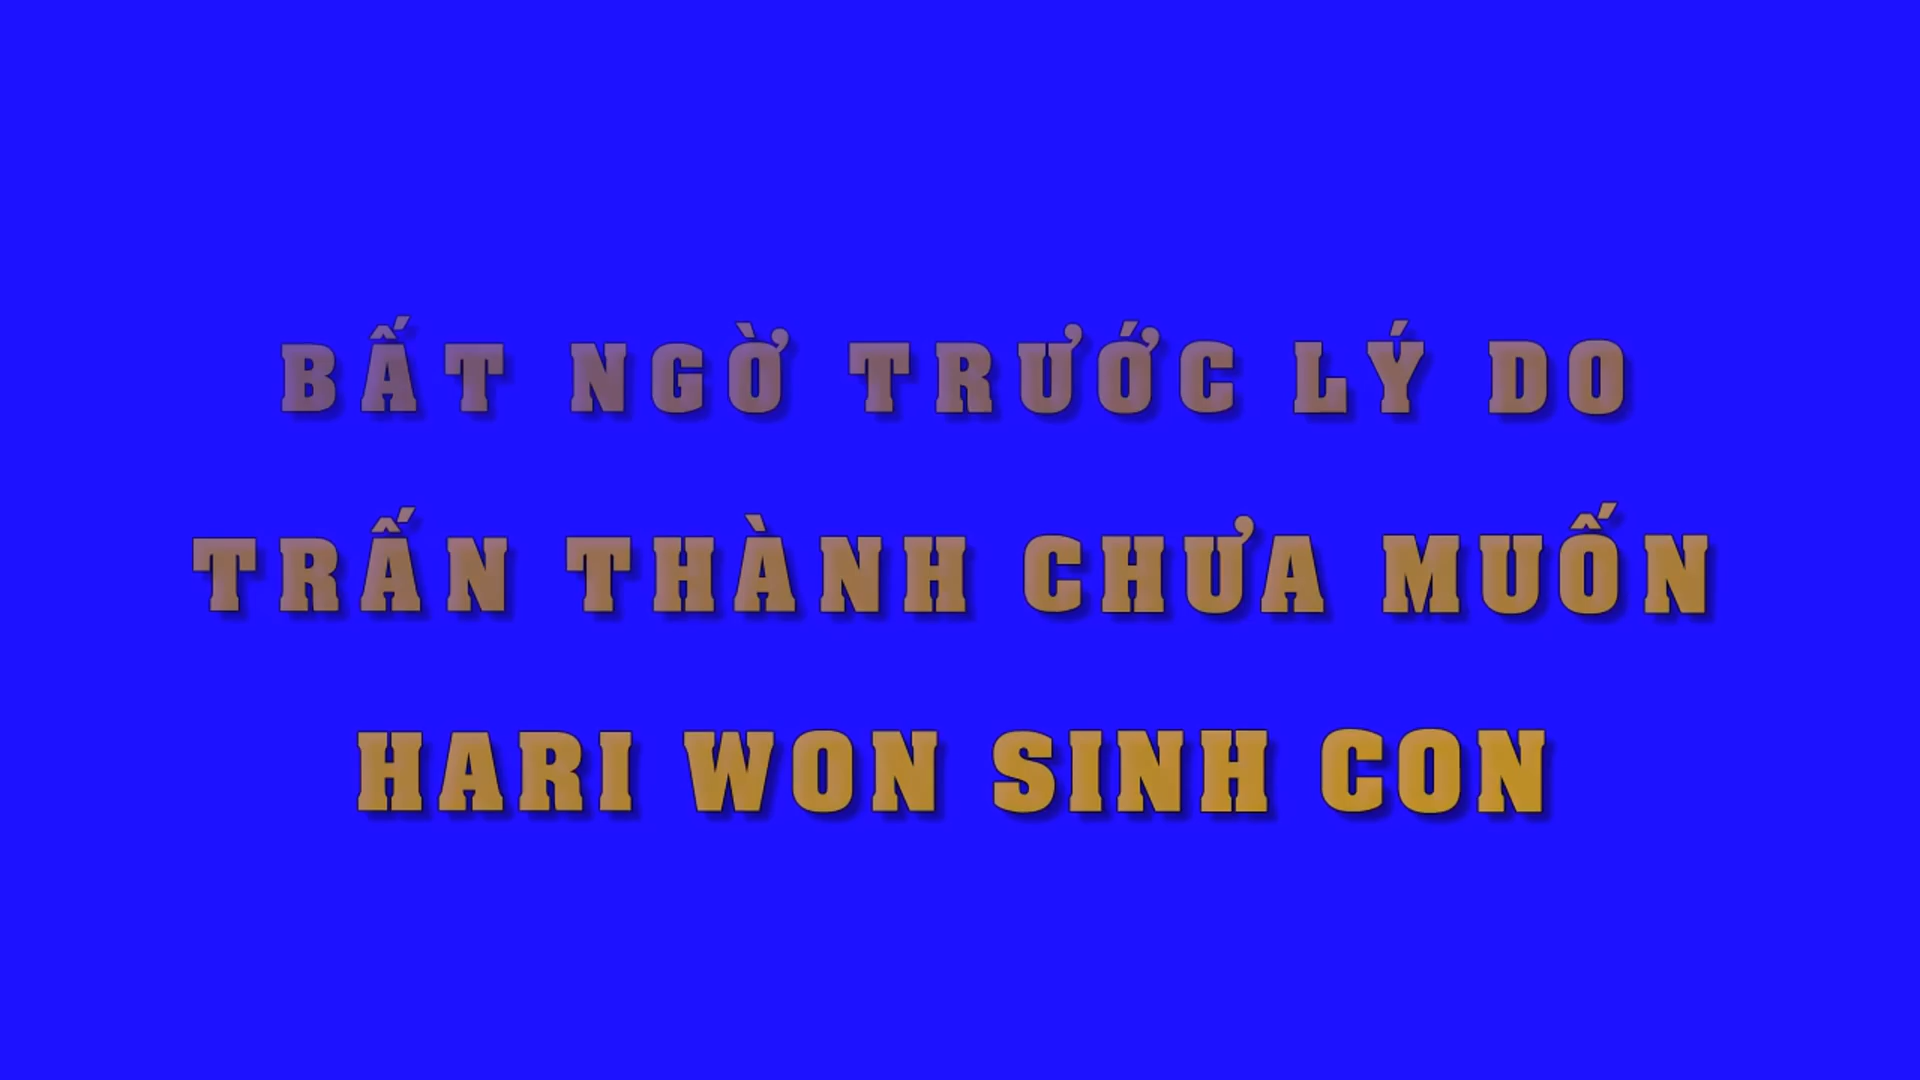 BẤT NGỜ TRƯỚC LÝ DO
TRẤN THÀNH CHƯA MUỐN
HARI WON SINH CON